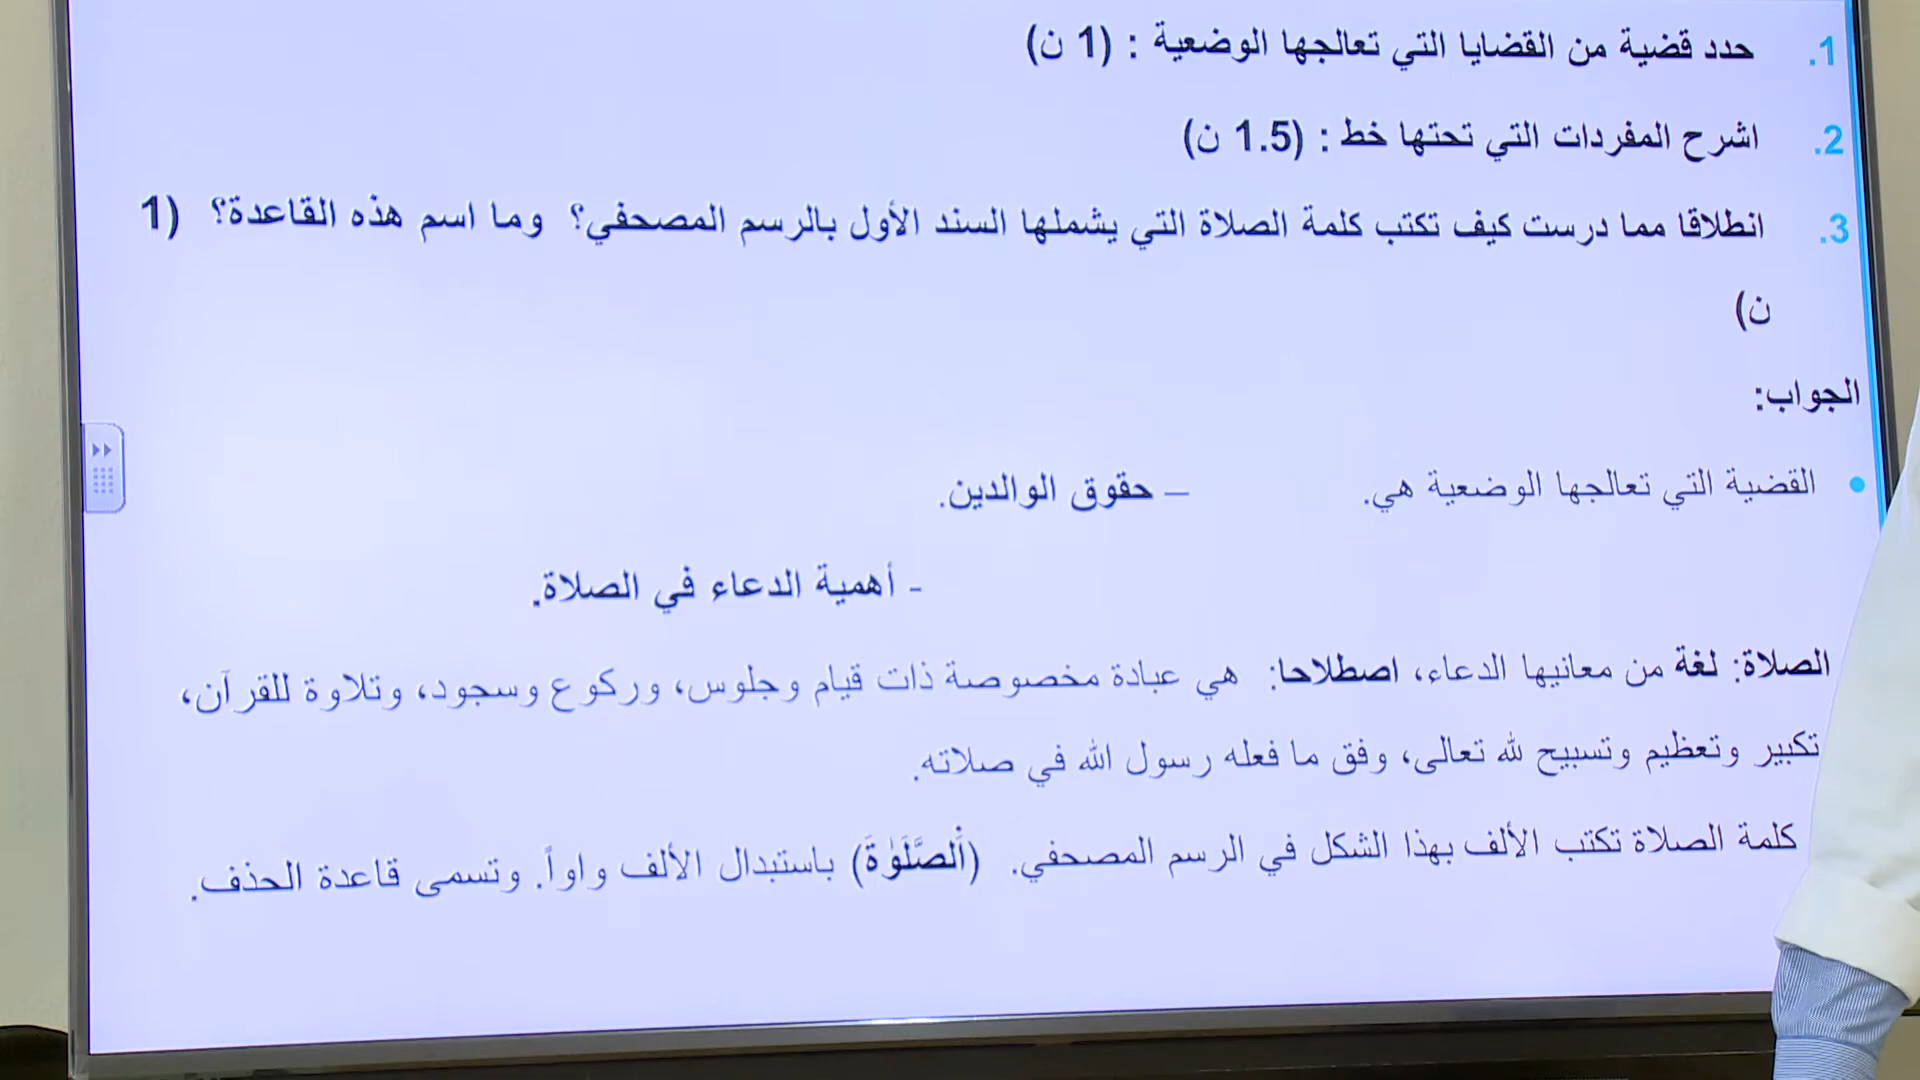 1. حدد قضية من القضايا التي تعالجها الوضعية : (1 ن)
2. اشرح المفردات التي تحتها خط : (1.5 ن)
3. انطلاقا مما درست كيف تكتب كلمة الصلاة التي يشملها السند الأول بالرسم المصحفي؟ وما اسم هذه القاعدة؟ (1
ن)
الجواب:
• القضية التي تعالجها الوضعية هي. – حقوق الوالدين.
- أهمية الدعاء في الصلاة.
الصلاة: لغة من معانيها الدعاء، اصطلاحا: هي عبادة مخصوصة ذات قيام وجلوس، وركوع وسجود، وتلاوة للقرآن،
تكبير وتعظيم وتسبيح لله تعالى، وفق ما فعله رسول الله في صلاته.
كلمة الصلاة تكتب الألف بهذا الشكل في الرسم المصحفي. (اَ۬لصَّلَوٰةَ) باستبدال الألف واواً. وتسمى قاعدة الحذف.